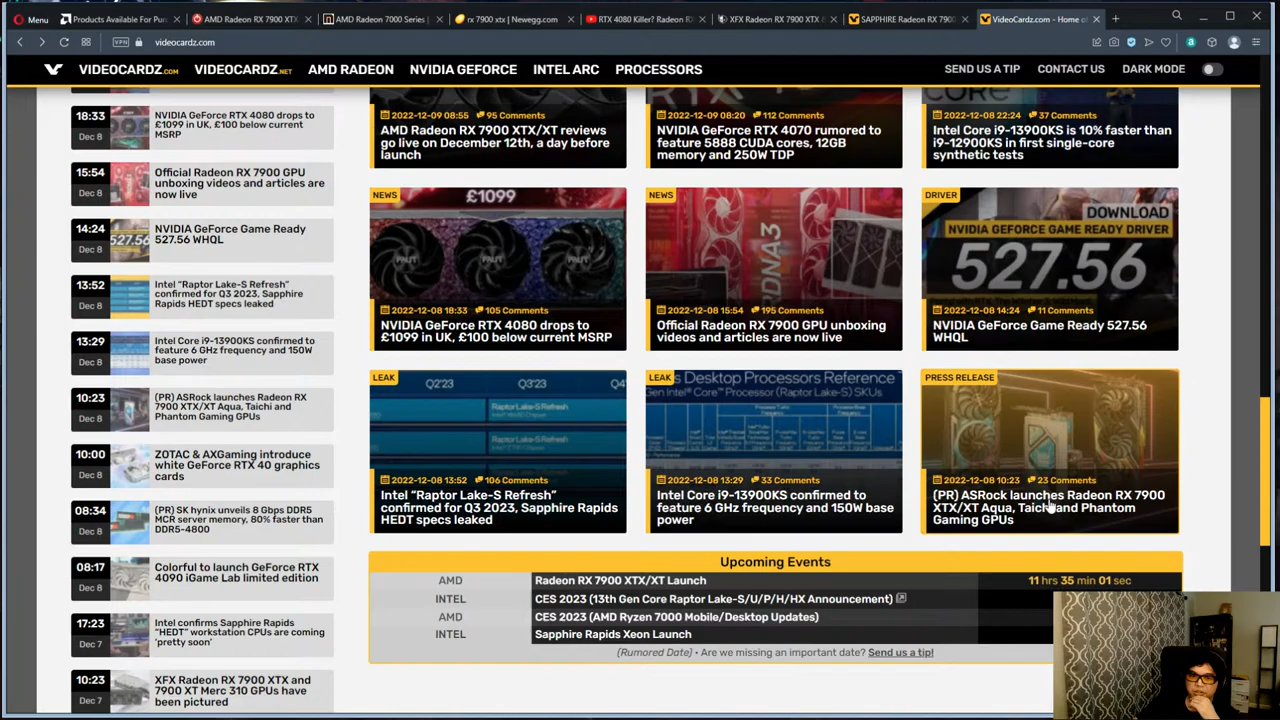 Menu
Products Available For Pur
AMD Radeon RX 7900 XT
AMD Radeon 7000 Series
rx 7900 xtx | Newegg.com
RTX 4080 Killer? Radeon R
XFX Radeon RX 7900 XTX &
SAPPHIRE Radeon RX 790
VideoCardz.com - Home o
VPN
videocardz.com
VIDEOCARDZ.COM
VIDEOCARDZ.NET
AMD RADEON
NVIDIA GEFORCE
INTEL ARC
PROCESSORS
SEND US A TIP
CONTACT US
DARK MODE
18:33
Dec 8
NVIDIA GeForce RTX 4080 drops to
£1099 in UK, £100 below current
MSRP
15:54
Dec 8
Official Radeon RX 7900 GPU
unboxing videos and articles are
now live
14:24
Dec 8
527.56
NVIDIA GeForce Game Ready
527.56 WHQL
13:52
Dec 8
Intel “Raptor Lake-S Refresh”
confirmed for Q3 2023, Sapphire
Rapids HEDT specs leaked
13:29
Dec 8
Intel Core i9-13900KS confirmed to
feature 6 GHz frequency and 150W
base power
10:23
Dec 8
(PR) ASRock launches Radeon RX
7900 XTX/XT Aqua, Taichi and
Phantom Gaming GPUs
10:00
Dec 8
ZOTAC & AXGaming introduce
white GeForce RTX 40 graphics
cards
08:34
Dec 8
(PR) SK hynix unveils 8 Gbps DDR5
MCR server memory, 80% faster than
DDR5-4800
08:17
Dec 8
Colorful to launch GeForce RTX
4090 iGame Lab limited edition
17:23
Dec 7
Intel confirms Sapphire Rapids
“HEDT” workstation CPUs are coming
‘pretty soon’
10:23
Dec 7
XFX Radeon RX 7900 XTX and
7900 XT Merc 310 GPUs have
been pictured
2022-12-09 08:55 95 Comments
AMD Radeon RX 7900 XTX/XT reviews
go live on December 12th, a day before
launch
RTX
2022-12-09 08:20 112 Comments
NVIDIA GeForce RTX 4070 rumored to
feature 5888 CUDA cores, 12GB
memory and 250W TDP
CORE
2022-12-08 22:24 37 Comments
Intel Core i9-13900KS is 10% faster than
i9-12900KS in first single-core
synthetic tests
NEWS
£1099
PALIT
PALIT
PALIT
2022-12-08 18:33 105 Comments
NVIDIA GeForce RTX 4080 drops to
£1099 in UK, £100 below current MSRP
NEWS
RDNA3
2022-12-08 15:54 195 Comments
Official Radeon RX 7900 GPU unboxing
videos and articles are now live
DRIVER
DOWNLOAD
NVIDIA GEFORCE GAME READY DRIVER
527.56
2022-12-08 14:24 11 Comments
NVIDIA GeForce Game Ready 527.56
WHQL
LEAK
Q2'23
Q3'23
Q4'
Raptor Lake-S Refresh
Raptor Lake-S Refresh
2022-12-08 13:52 106 Comments
Intel “Raptor Lake-S Refresh”
confirmed for Q3 2023, Sapphire Rapids
HEDT specs leaked
LEAK
s Desktop Processors Reference
Gen Intel® Core™ Processor (Raptor Lake-S) SKUs
2022-12-08 13:29 33 Comments
Intel Core i9-13900KS confirmed to
feature 6 GHz frequency and 150W base
power
PRESS RELEASE
2022-12-08 10:23 23 Comments
(PR) ASRock launches Radeon RX 7900
XTX/XT Aqua, Taichi and Phantom
Gaming GPUs
Upcoming Events
AMD Radeon RX 7900 XTX/XT Launch 11 hrs 35 min 01 sec
INTEL CES 2023 (13th Gen Core Raptor Lake-S/U/P/H/HX Announcement)
AMD CES 2023 (AMD Ryzen 7000 Mobile/Desktop Updates)
INTEL Sapphire Rapids Xeon Launch
(Rumored Date) • Are we missing an important date? Send us a tip!